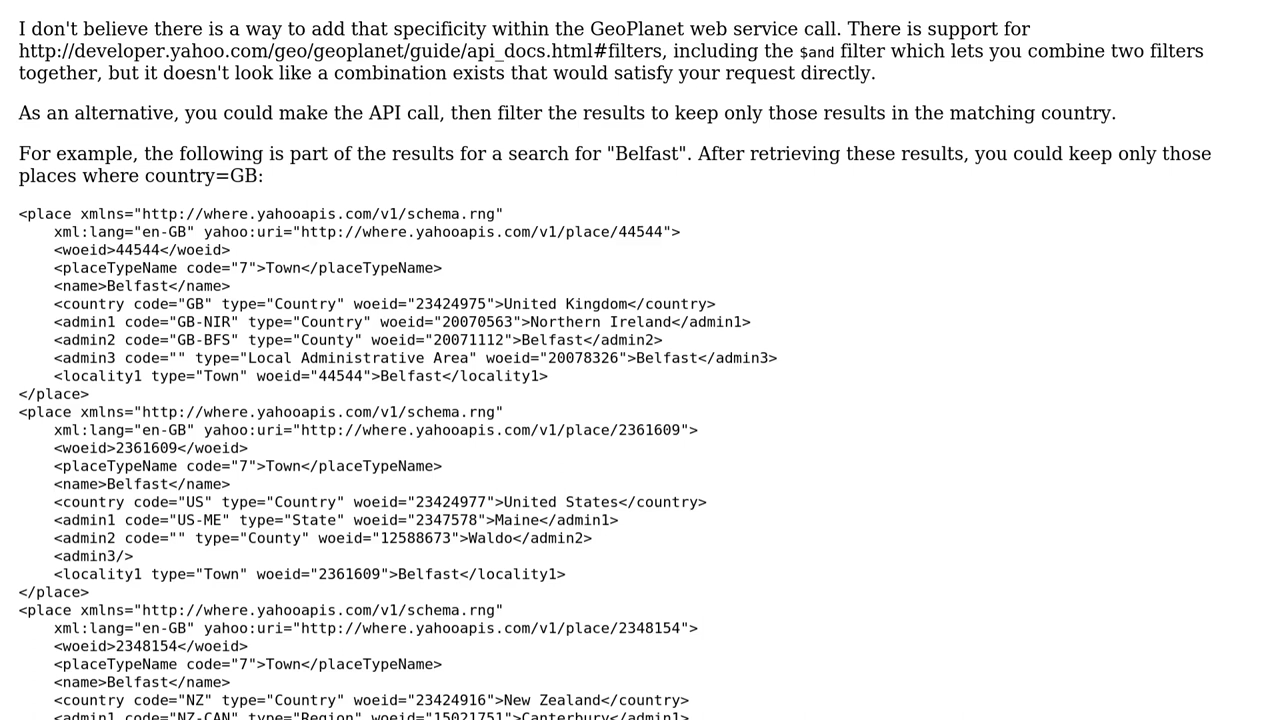 I don't believe there is a way to add that specificity within the GeoPlanet web service call. There is support for
http://developer.yahoo.com/geo/geoplanet/guide/api_docs.html#filters, including the $and filter which lets you combine two filters
together, but it doesn't look like a combination exists that would satisfy your request directly.
As an alternative, you could make the API call, then filter the results to keep only those results in the matching country.
For example, the following is part of the results for a search for "Belfast". After retrieving these results, you could keep only those
places where country=GB:
<place xmlns="http://where.yahooapis.com/v1/schema.rng"
    xml:lang="en-GB" yahoo:uri="http://where.yahooapis.com/v1/place/44544">
    <woeid>44544</woeid>
    <placeTypeName code="7">Town</placeTypeName>
    <name>Belfast</name>
    <country code="GB" type="Country" woeid="23424975">United Kingdom</country>
    <admin1 code="GB-NIR" type="Country" woeid="20070563">Northern Ireland</admin1>
    <admin2 code="GB-BFS" type="County" woeid="20071112">Belfast</admin2>
    <admin3 code="" type="Local Administrative Area" woeid="20078326">Belfast</admin3>
    <locality1 type="Town" woeid="44544">Belfast</locality1>
</place>
<place xmlns="http://where.yahooapis.com/v1/schema.rng"
    xml:lang="en-GB" yahoo:uri="http://where.yahooapis.com/v1/place/2361609">
    <woeid>2361609</woeid>
    <placeTypeName code="7">Town</placeTypeName>
    <name>Belfast</name>
    <country code="US" type="Country" woeid="23424977">United States</country>
    <admin1 code="US-ME" type="State" woeid="2347578">Maine</admin1>
    <admin2 code="" type="County" woeid="12588673">Waldo</admin2>
    <admin3/>
    <locality1 type="Town" woeid="2361609">Belfast</locality1>
</place>
<place xmlns="http://where.yahooapis.com/v1/schema.rng"
    xml:lang="en-GB" yahoo:uri="http://where.yahooapis.com/v1/place/2348154">
    <woeid>2348154</woeid>
    <placeTypeName code="7">Town</placeTypeName>
    <name>Belfast</name>
    <country code="NZ" type="Country" woeid="23424916">New Zealand</country>
    <admin1 code="NZ-CAN" type="Region" woeid="15021751">Canterbury</admin1>